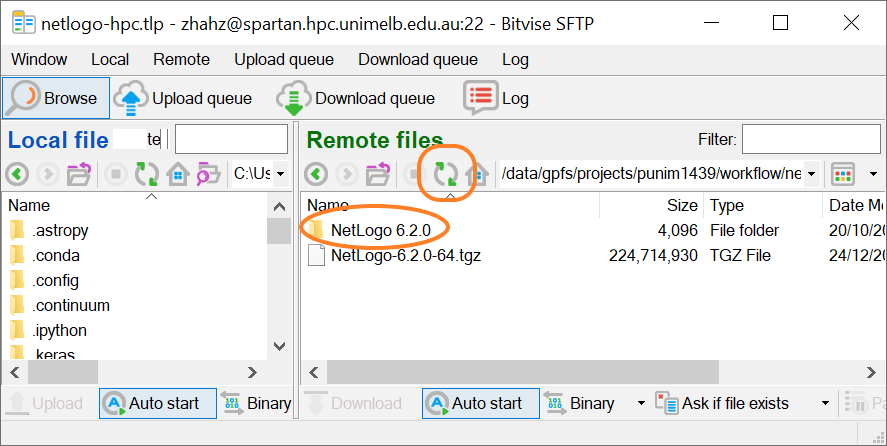 netlogo-hpc.tlp - zhahz@spartan.hpc.unimelb.edu.au:22 - Bitvise SFTP
Window Local Remote Upload queue Download queue Log
Browse Upload queue Download queue Log
Local file te Remote files Filter:
C:\Us /data/gpfs/projects/punim1439/workflow/ne
Name Name Size Type Date Mo
.astropy NetLogo 6.2.0 4,096 File folder 20/10/20
.conda NetLogo-6.2.0-64.tgz 224,714,930 TGZ File 24/12/20
.config
.continuum
.ipython
.keras
Upload Auto start Binary Download Auto start Binary Ask if file exists Pa